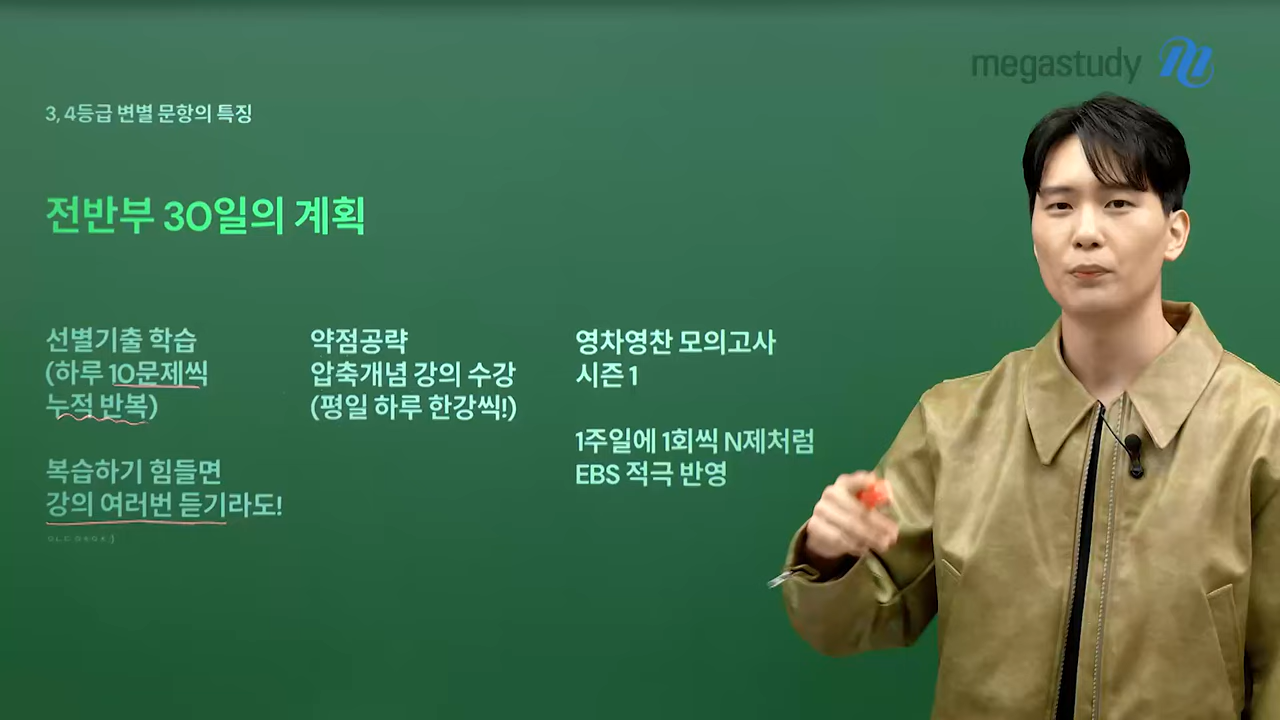 megastudy
3, 4등급 변별 문항의 특징
전반부 30일의 계획
선별기출 학습
(하루 10문제씩
누적 반복)
복습하기 힘들면
강의 여러번 듣기라도!
약점공략
압축개념 강의 수강
(평일 하루 한강씩!)
영차영찬 모의고사
시즌 1
1주일에 1회씩 N제처럼
EBS 적극 반영